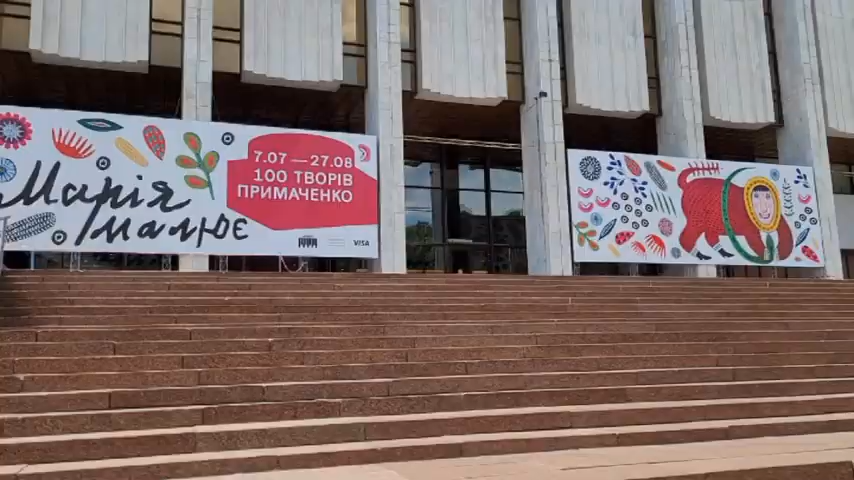 Марія
малює
7.07 — 27.08
100 ТВОРІВ
ПРИМАЧЕНКО
VISA